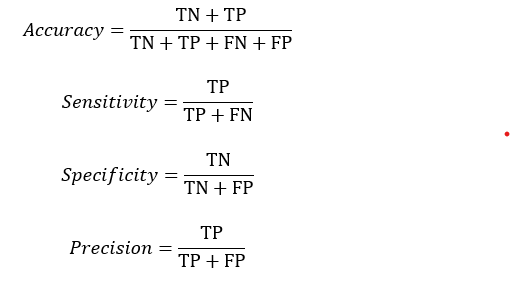 Accuracy = TN + TP / TN + TP + FN + FP
Sensitivity = TP / TP + FN
Specificity = TN / TN + FP
Precision = TP / TP + FP